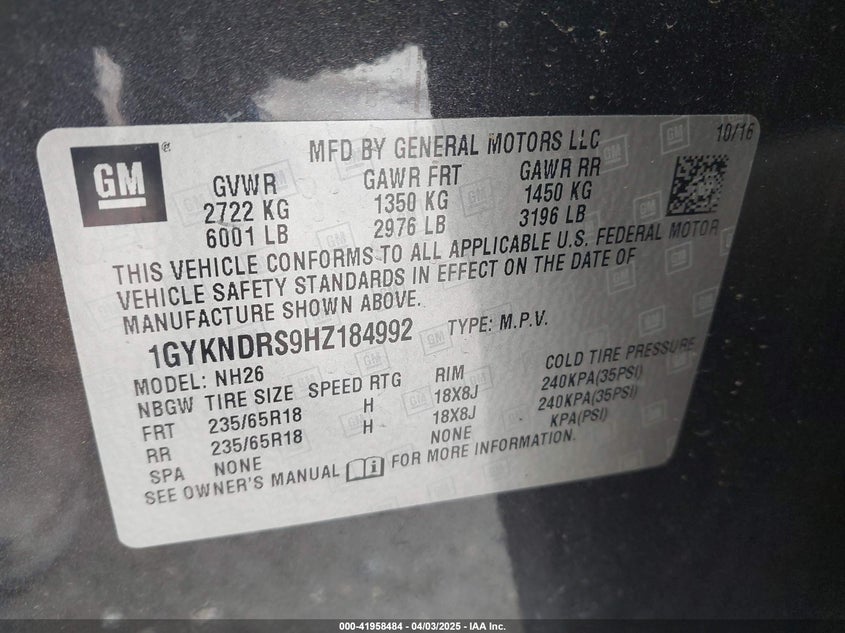 GM ®
MFD BY GENERAL MOTORS LLC 10/16
GVWR GAWR FRT GAWR RR
2722 KG 1350 KG 1450 KG
6001 LB 2976 LB 3196 LB
THIS VEHICLE CONFORMS TO ALL APPLICABLE U.S. FEDERAL MOTOR
VEHICLE SAFETY STANDARDS IN EFFECT ON THE DATE OF
MANUFACTURE SHOWN ABOVE.
1GYKNDRS9HZ184992 TYPE: M.P.V.
MODEL: NH26
NBGW TIRE SIZE SPEED RTG RIM COLD TIRE PRESSURE
FRT 235/65R18 H 18X8J 240KPA(35PSI)
RR 235/65R18 H 18X8J 240KPA(35PSI)
SPA NONE NONE KPA(PSI)
SEE OWNER'S MANUAL FOR MORE INFORMATION.
000-41958484 - 04/03/2025 - IAA Inc.